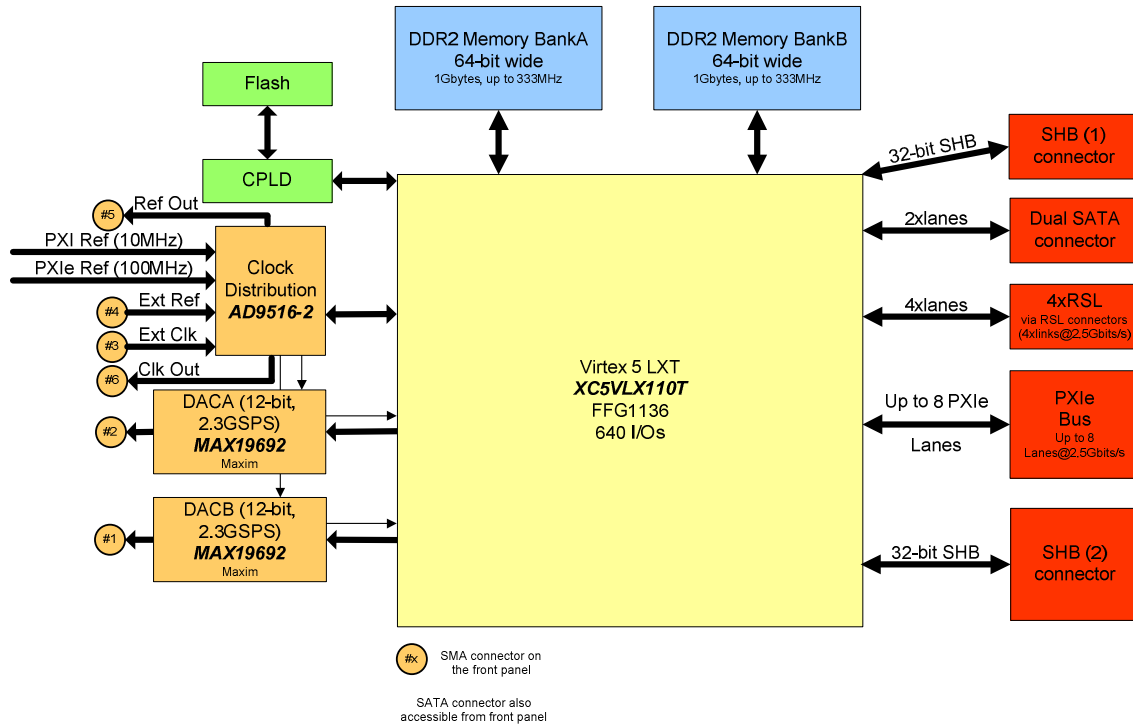 DDR2 Memory BankA
64-bit wide
1Gbytes, up to 333MHz
DDR2 Memory BankB
64-bit wide
1Gbytes, up to 333MHz
Flash
CPLD
#5
Ref Out
PXI Ref (10MHz)
PXIe Ref (100MHz)
#4
Ext Ref
#3
Ext Clk
#6
Clk Out
Clock
Distribution
AD9516-2
#2
DACA (12-bit,
2.3GSPS)
MAX19692
Maxim
#1
DACB (12-bit,
2.3GSPS)
MAX19692
Maxim
Virtex 5 LXT
XC5VLX110T
FFG1136
640 I/Os
32-bit SHB
SHB (1)
connector
2xlanes
Dual SATA
connector
4xlanes
4xRSL
via RSL connectors
(4xlinks@2.5Gbits/s)
Up to 8 PXIe
Lanes
PXIe
Bus
Up to 8
Lanes@2.5Gbits/s
32-bit SHB
SHB (2)
connector
#x
SMA connector on
the front panel
SATA connector also
accessible from front panel